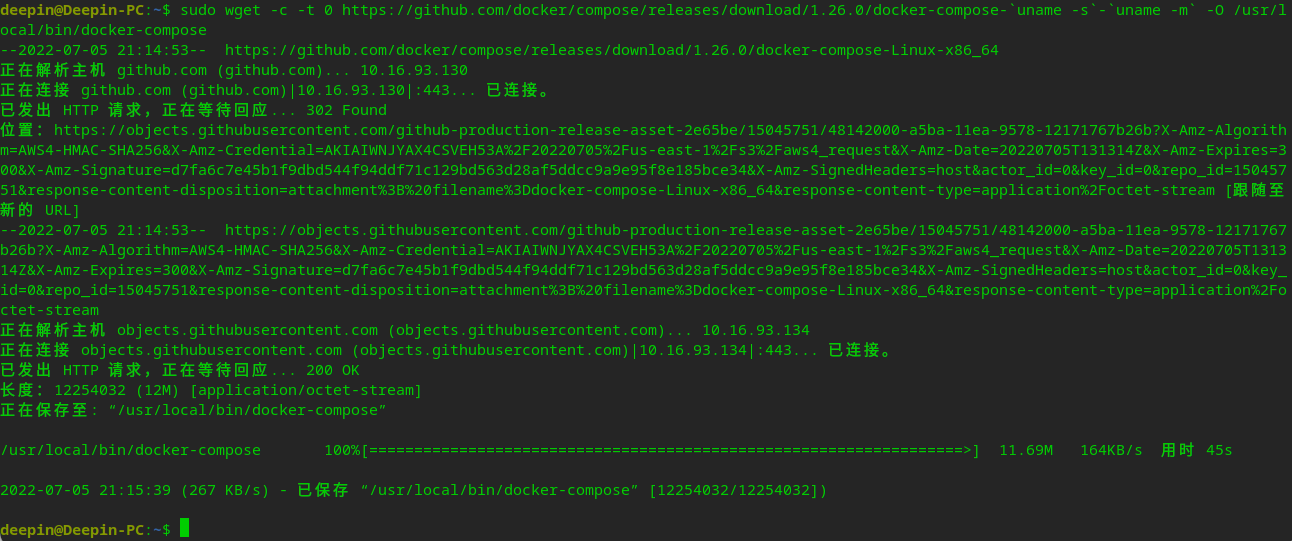 deepin@Deepin-PC:~$ sudo wget -c -t 0 https://github.com/docker/compose/releases/download/1.26.0/docker-compose-`uname -s`-`uname -m` -O /usr/l
ocal/bin/docker-compose
--2022-07-05 21:14:53--  https://github.com/docker/compose/releases/download/1.26.0/docker-compose-Linux-x86_64
正在解析主机 github.com (github.com)... 10.16.93.130
正在连接 github.com (github.com)|10.16.93.130|:443... 已连接。
已发出 HTTP 请求，正在等待回应... 302 Found
位置：https://objects.githubusercontent.com/github-production-release-asset-2e65be/15045751/48142000-a5ba-11ea-9578-12171767b26b?X-Amz-Algorith
m=AWS4-HMAC-SHA256&X-Amz-Credential=AKIAIWNJYAX4CSVEH53A%2F20220705%2Fus-east-1%2Fs3%2Faws4_request&X-Amz-Date=20220705T131314Z&X-Amz-Expires=3
00&X-Amz-Signature=d7fa6c7e45b1f9dbd544f94ddf71c129bd563d28af5ddcc9a9e95f8e185bce34&X-Amz-SignedHeaders=host&actor_id=0&key_id=0&repo_id=150457
51&response-content-disposition=attachment%3B%20filename%3Ddocker-compose-Linux-x86_64&response-content-type=application%2Foctet-stream [跟随至
新的 URL]
--2022-07-05 21:14:53--  https://objects.githubusercontent.com/github-production-release-asset-2e65be/15045751/48142000-a5ba-11ea-9578-12171767
b26b?X-Amz-Algorithm=AWS4-HMAC-SHA256&X-Amz-Credential=AKIAIWNJYAX4CSVEH53A%2F20220705%2Fus-east-1%2Fs3%2Faws4_request&X-Amz-Date=20220705T1313
14Z&X-Amz-Expires=300&X-Amz-Signature=d7fa6c7e45b1f9dbd544f94ddf71c129bd563d28af5ddcc9a9e95f8e185bce34&X-Amz-SignedHeaders=host&actor_id=0&key_
id=0&repo_id=15045751&response-content-disposition=attachment%3B%20filename%3Ddocker-compose-Linux-x86_64&response-content-type=application%2Fo
ctet-stream
正在解析主机 objects.githubusercontent.com (objects.githubusercontent.com)... 10.16.93.134
正在连接 objects.githubusercontent.com (objects.githubusercontent.com)|10.16.93.134|:443... 已连接。
已发出 HTTP 请求，正在等待回应... 200 OK
长度：12254032 (12M) [application/octet-stream]
正在保存至: “/usr/local/bin/docker-compose”
/usr/local/bin/docker-compose       100%[==================================================================>]  11.69M   164KB/s  用时 45s
2022-07-05 21:15:39 (267 KB/s) - 已保存 “/usr/local/bin/docker-compose” [12254032/12254032])
deepin@Deepin-PC:~$